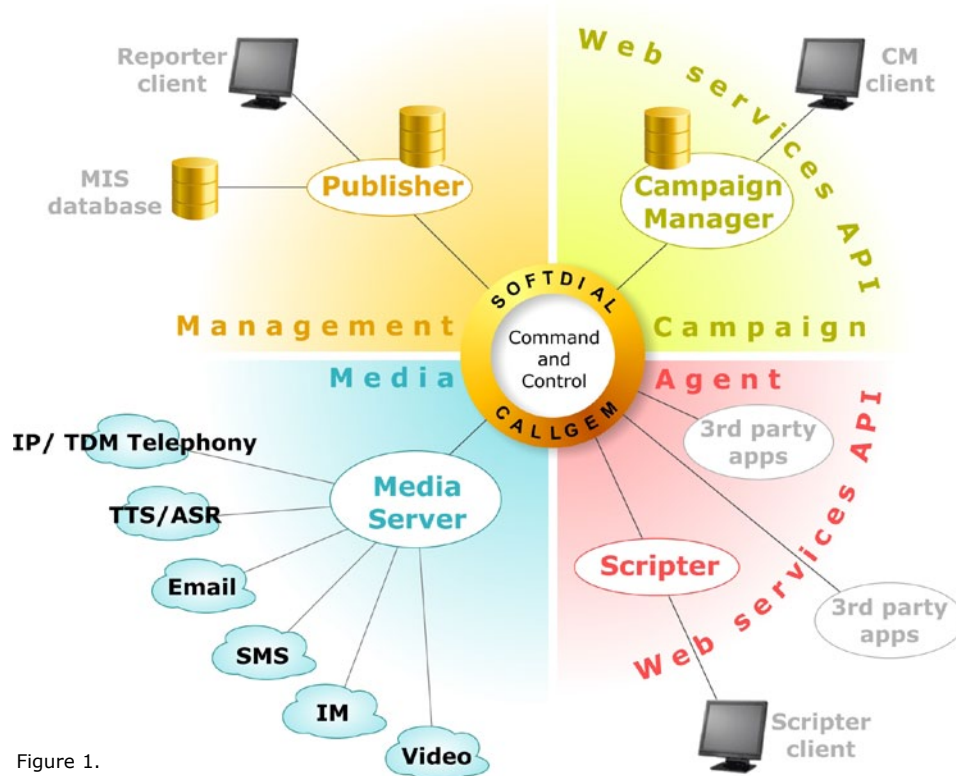 Reporter
client
MIS
database
Publisher
Management
Web services API
CM
client
Campaign
Manager
Campaign
SOFTDIAL
Command
and
Control
CALLGEM
Media
IP/ TDM Telephony
TTS/ASR
Email
SMS
IM
Video
Media
Server
Agent
3rd party
apps
Web services API
Scripter
3rd party
apps
Scripter
client
Figure 1.